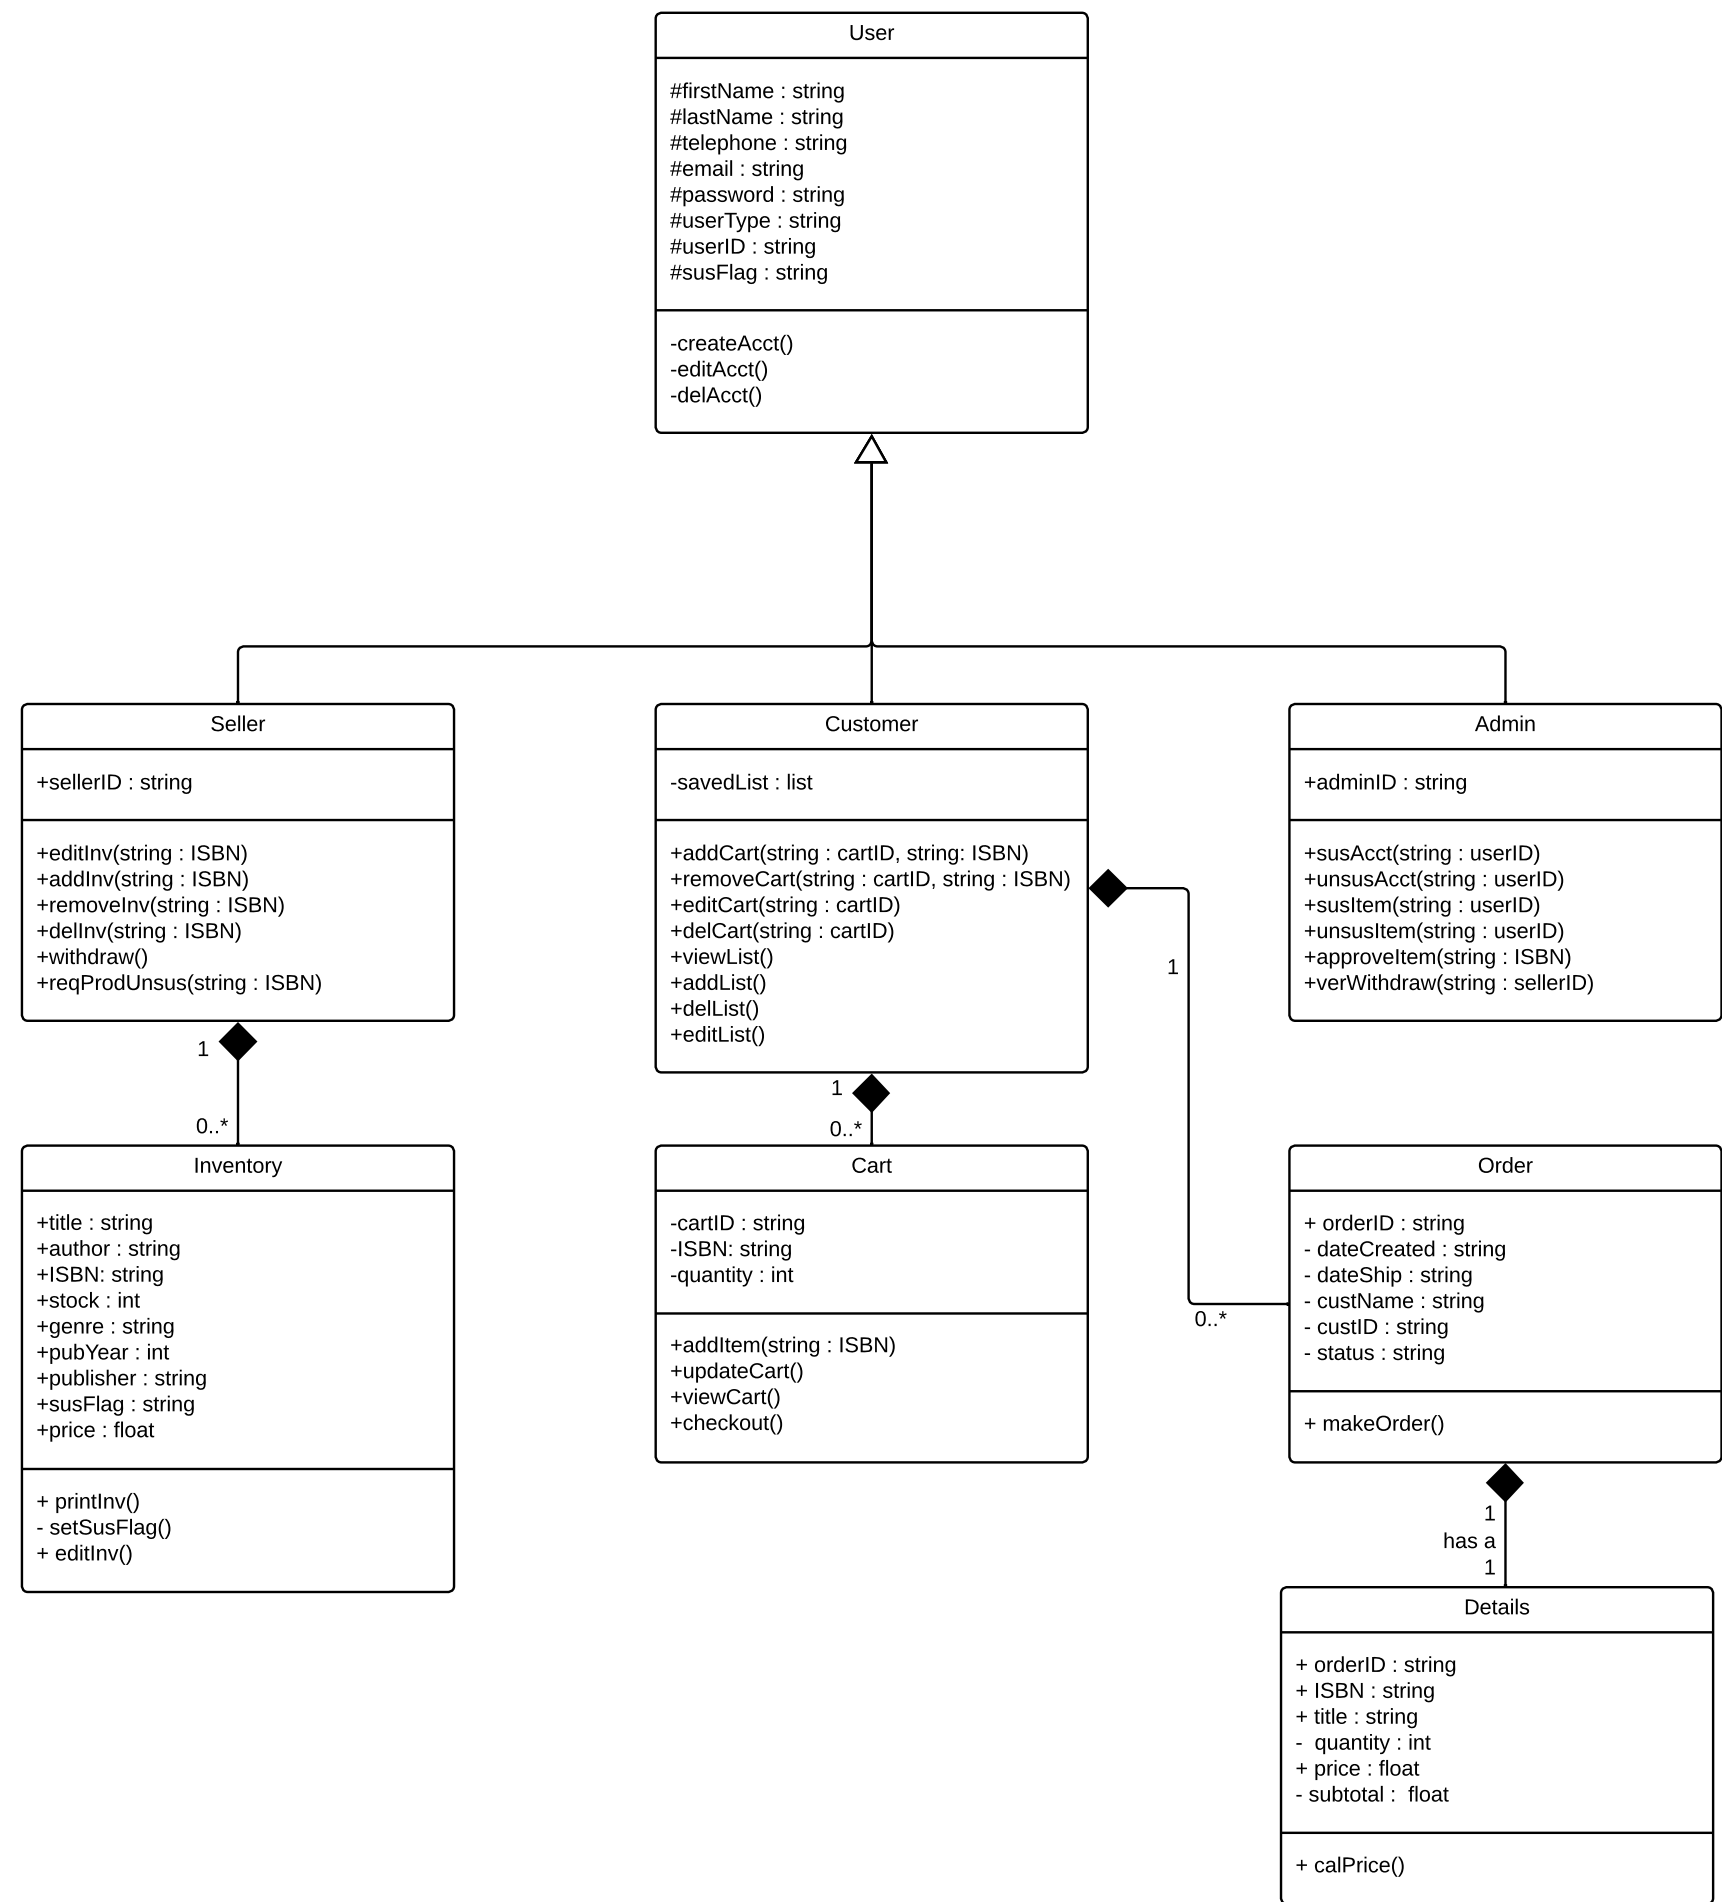 User
#firstName : string
#lastName : string
#telephone : string
#email : string
#password : string
#userType : string
#userID : string
#susFlag : string
-createAcct()
-editAcct()
-delAcct()
Seller
+sellerID : string
+editInv(string : ISBN)
+addInv(string : ISBN)
+removeInv(string : ISBN)
+delInv(string : ISBN)
+withdraw()
+reqProdUnsus(string : ISBN)
Customer
-savedList : list
+addCart(string : cartID, string: ISBN)
+removeCart(string : cartID, string : ISBN)
+editCart(string : cartID)
+delCart(string : cartID)
+viewList()
+addList()
+delList()
+editList()
Admin
+adminID : string
+susAcct(string : userID)
+unsusAcct(string : userID)
+susItem(string : userID)
+unsusItem(string : userID)
+approveItem(string : ISBN)
+verWithdraw(string : sellerID)
1
0..*
1
0..*
1
0..*
Inventory
+title : string
+author : string
+ISBN: string
+stock : int
+genre : string
+pubYear : int
+publisher : string
+susFlag : string
+price : float
+ printInv()
- setSusFlag()
+ editInv()
Cart
-cartID : string
-ISBN: string
-quantity : int
+addItem(string : ISBN)
+updateCart()
+viewCart()
+checkout()
Order
+ orderID : string
- dateCreated : string
- dateShip : string
- custName : string
- custID : string
- status : string
+ makeOrder()
1
has a
1
Details
+ orderID : string
+ ISBN : string
+ title : string
-  quantity : int
+ price : float
- subtotal :  float
+ calPrice()